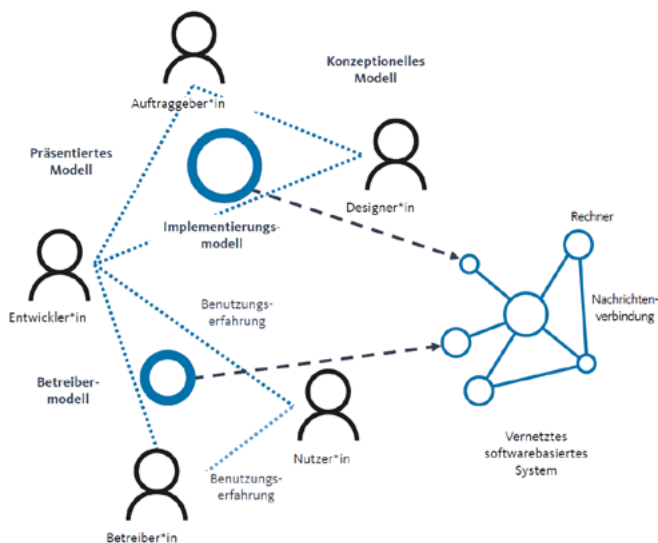 Auftraggeber*in
Konzeptionelles
Modell
Präsentiertes
Modell
Designer*in
Implementierungs-
modell
Rechner
Entwickler*in
Benutzungs-
erfahrung
Nachrichten-
verbindung
Betreiber-
modell
Nutzer*in
Vernetztes
softwarebasiertes
System
Benutzungs-
erfahrung
Betreiber*in